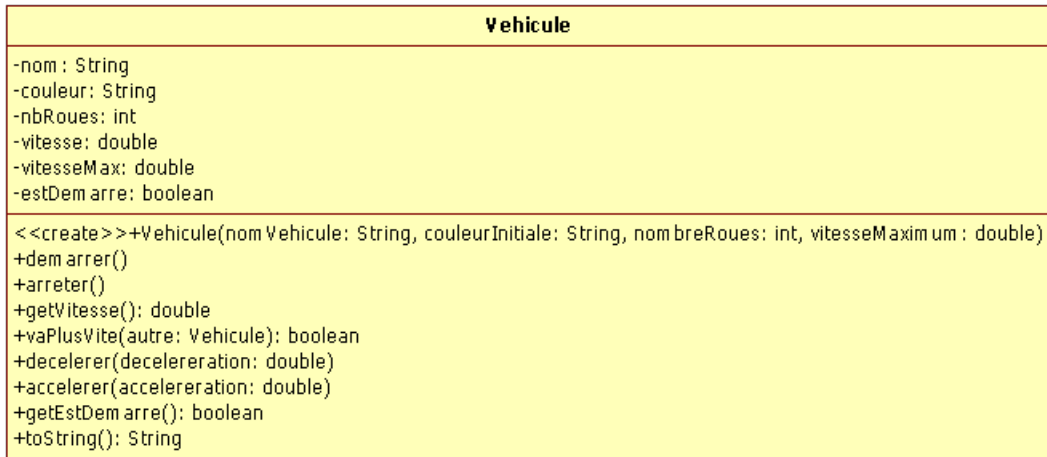 Vehicule
-nom: String
-couleur: String
-nbRoues: int
-vitesse: double
-vitesseMax: double
-estDemarre: boolean
<<create>>+Vehicule(nomVehicule: String, couleurInitiale: String, nombreRoues: int, vitesseMaximum: double)
+demarrer()
+arreter()
+getVitesse(): double
+vaPlusVite(autre: Vehicule): boolean
+decelerer(decelereration: double)
+accelerer(accelereration: double)
+getEstDemarre(): boolean
+toString(): String